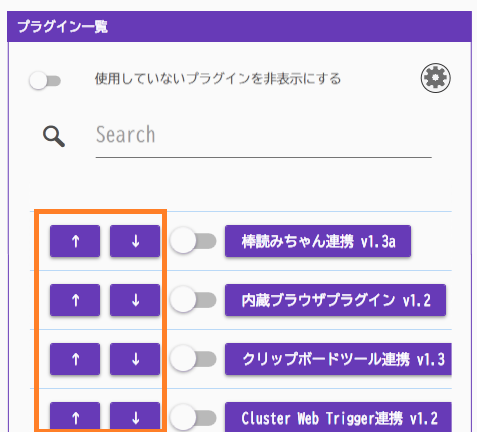 プラグイン一覧
使用していないプラグインを非表示にする
Search
↑ ↓ 棒読みちゃん連携 v1.3a
↑ ↓ 内蔵ブラウザプラグイン v1.2
↑ ↓ クリップボードツール連携 v1.3
↑ ↓ Cluster Web Trigger連携 v1.2